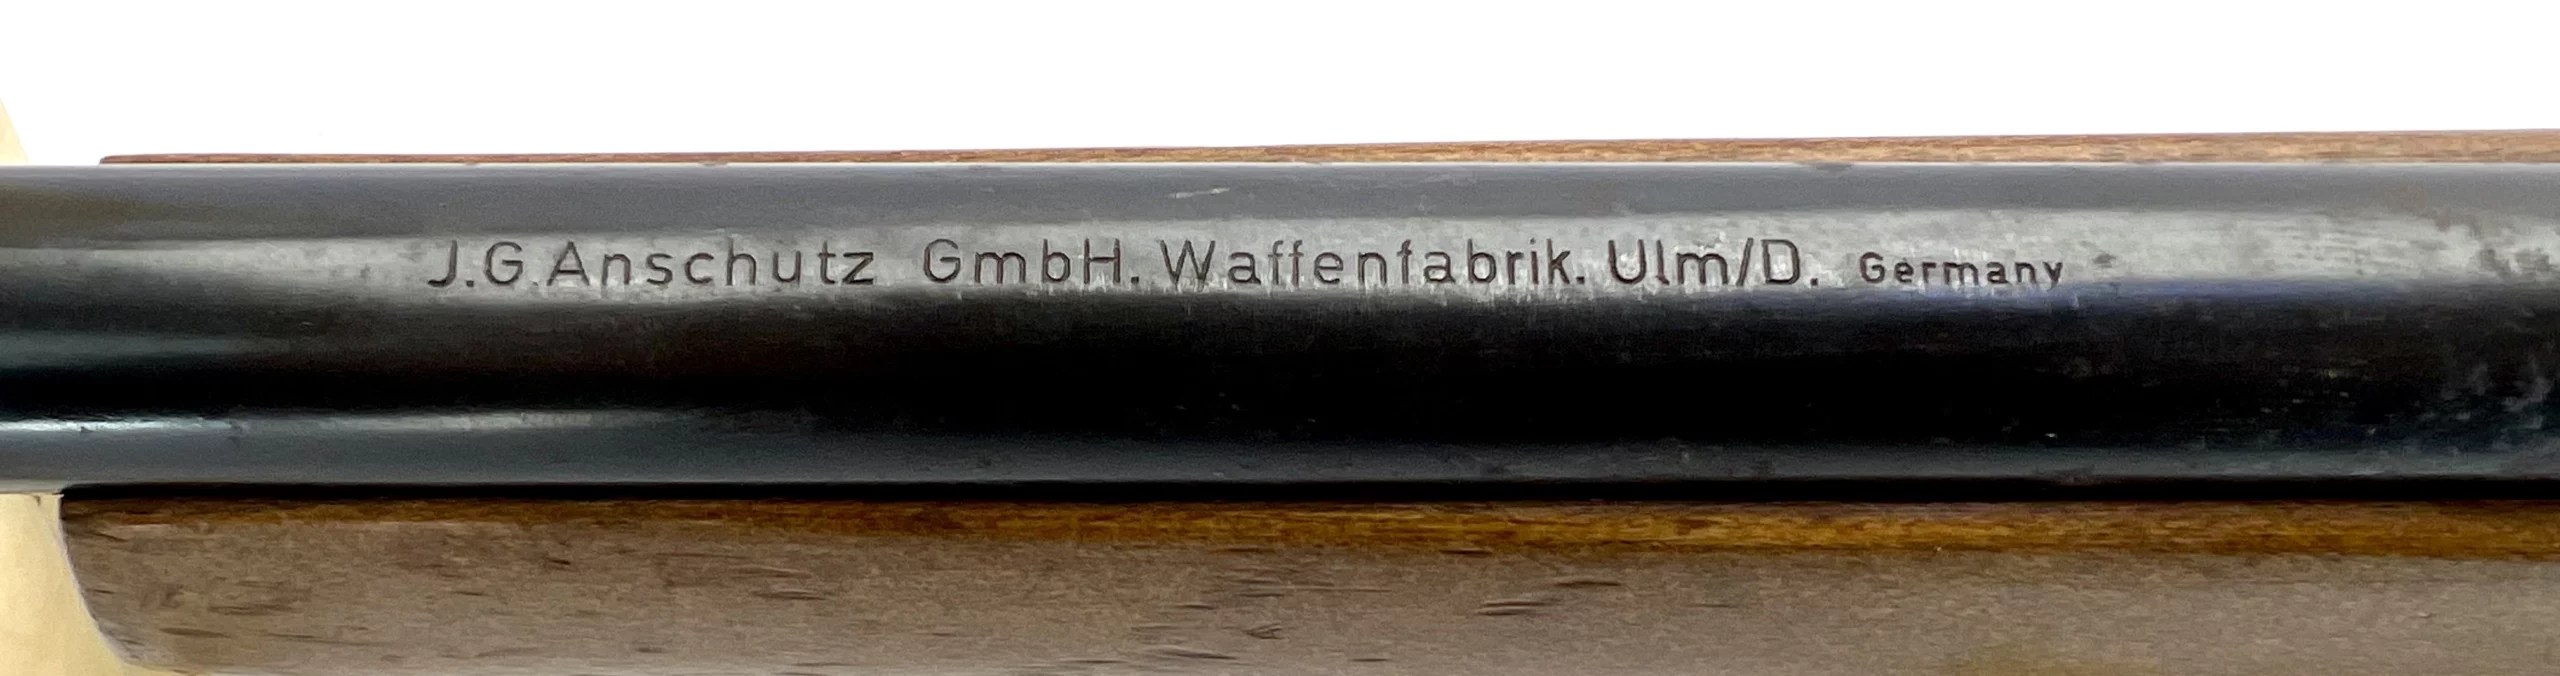 J.G.Anschutz GmbH. Waffenfabrik. Ulm/D. Germany